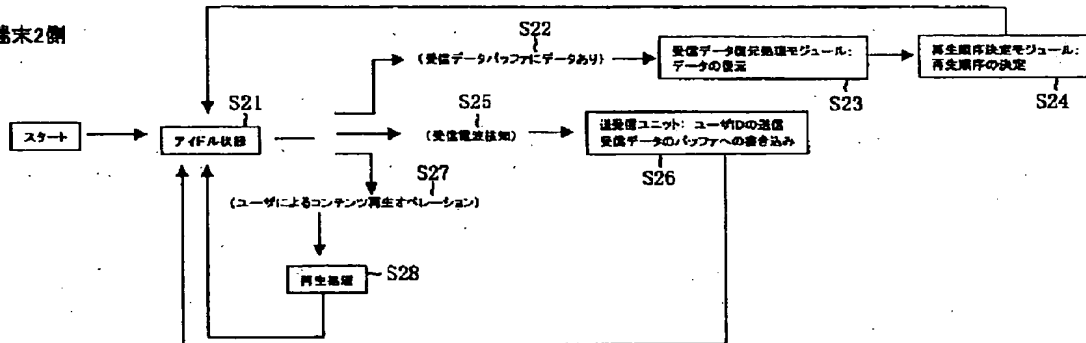 端末2側
S22
(受信データバッファにデータあり)
受信データ復元処理モジュール:
データの復元
S23
再生順序決定モジュール:
再生順序の決定
S24
S21
スタート
アイドル状態
S25
(受信電波検知)
送受信ユニット: ユーザIDの送信
受信データのバッファへの書き込み
S26
S27
(ユーザによるコンテンツ再生オペレーション)
再生処理
S28